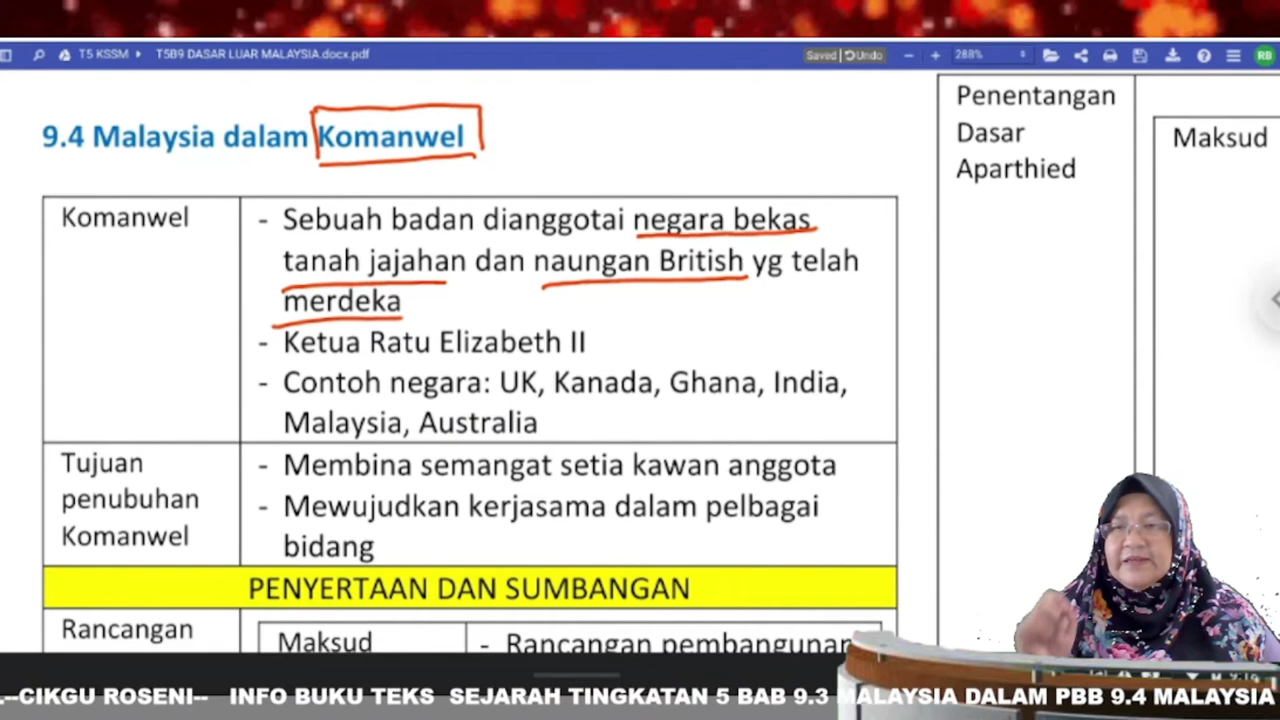 T5 KSSM
T5B9 DASAR LUAR MALAYSIA.docx.pdf
Saved
Undo
288%
RB
9.4 Malaysia dalam Komanwel
Komanwel
- Sebuah badan dianggotai negara bekas
tanah jajahan dan naungan British yg telah
merdeka
- Ketua Ratu Elizabeth II
- Contoh negara: UK, Kanada, Ghana, India,
Malaysia, Australia
Tujuan
penubuhan
Komanwel
- Membina semangat setia kawan anggota
- Mewujudkan kerjasama dalam pelbagai
bidang
PENYERTAAN DAN SUMBANGAN
Rancangan
Maksud
- Rancangan pembangunan
Penentangan
Dasar
Aparthied
Maksud
.--CIKGU ROSENI-- INFO BUKU TEKS SEJARAH TINGKATAN 5 BAB 9.3 MALAYSIA DALAM PBB 9.4 MALAYSIA